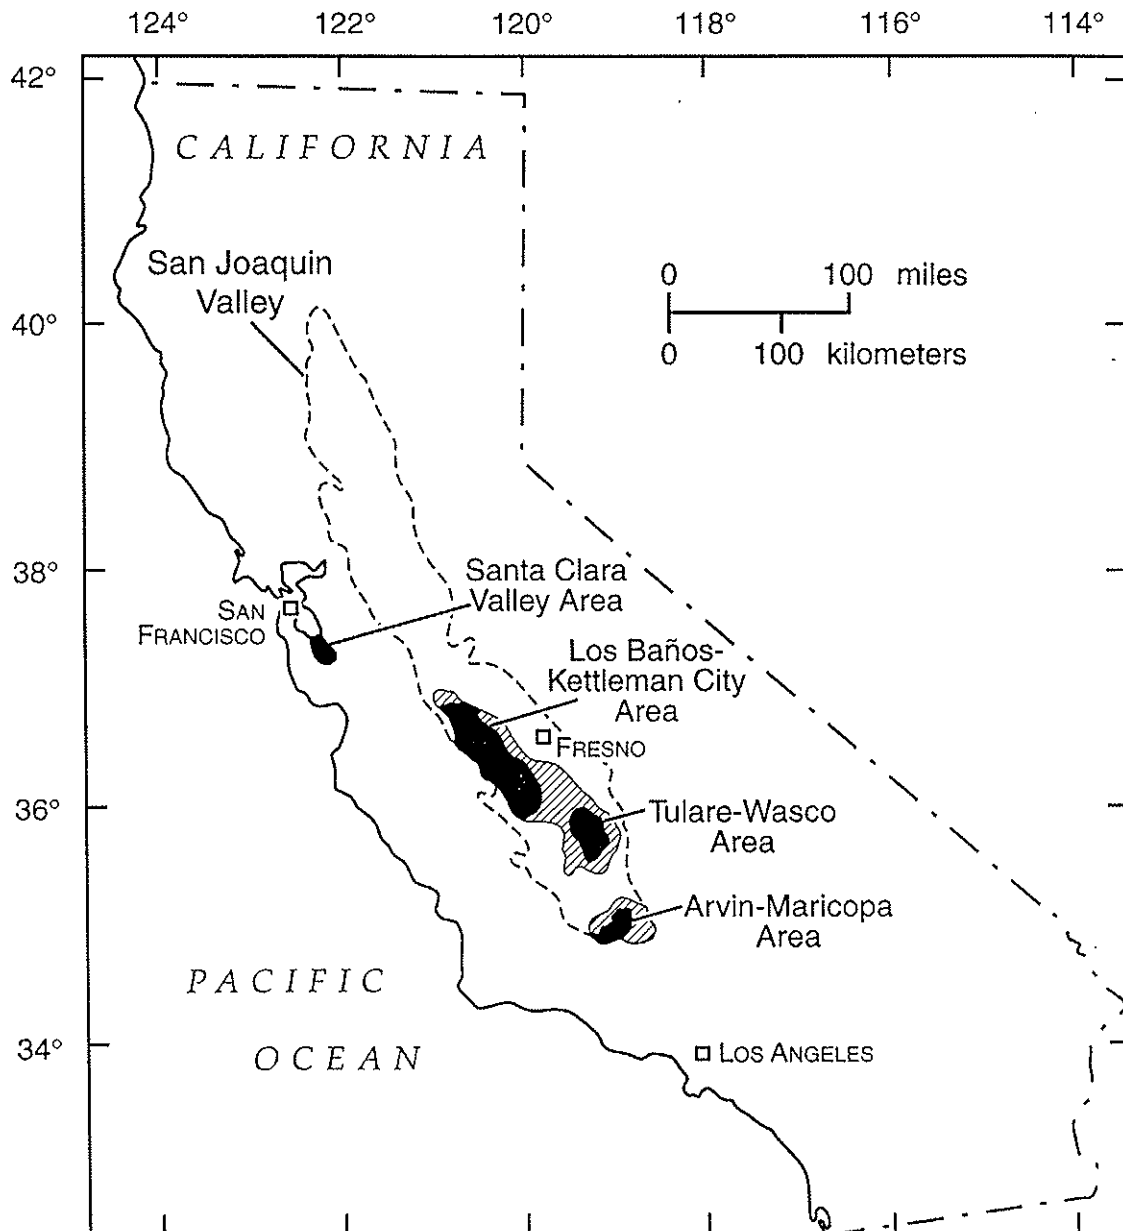 124° 122° 120° 118° 116° 114°
42°
CALIFORNIA
San Joaquin
Valley
0 100 miles
0 100 kilometers
40°
38°
Santa Clara
Valley Area
SAN
FRANCISCO
Los Baños-
Kettleman City
Area
FRESNO
36°
Tulare-Wasco
Area
Arvin-Maricopa
Area
PACIFIC
OCEAN
34°
LOS ANGELES